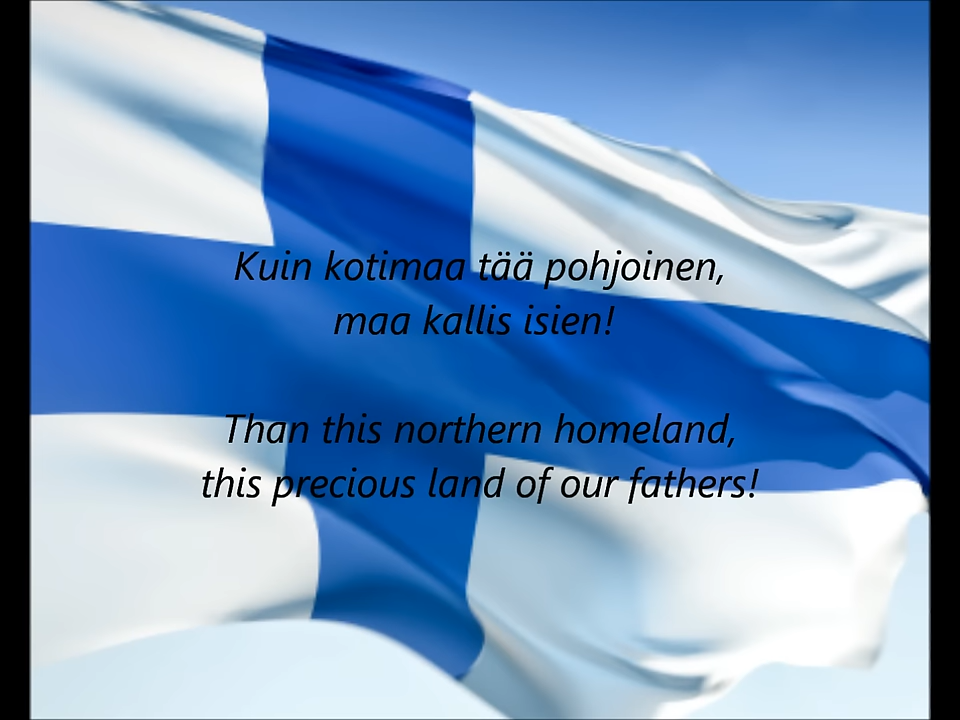 Kuin kotimaa tää pohjoinen,
maa kallis isien!
Than this northern homeland,
this precious land of our fathers!